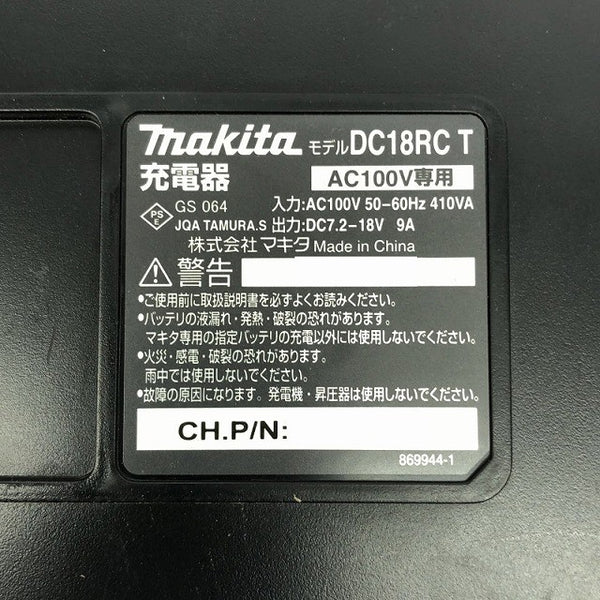 makita モデル DC18RC T
充電器 AC100V専用
PSE GS 064 入力:AC100V 50-60Hz 410VA
JQA TAMURA.S 出力:DC7.2-18V 9A
株式会社マキタ Made in China
警告
•ご使用前に取扱説明書を必ずよくお読みください。
•バッテリの液漏れ・発熱・破裂の恐れがあります。
マキタ専用の指定バッテリの充電以外には使用しないでください。
•火災・感電・破裂の恐れがあります。
雨中では使用しないでください。
•故障の原因になります。発電機・昇圧器は使用しないでください。
CH.P/N:
869944-1